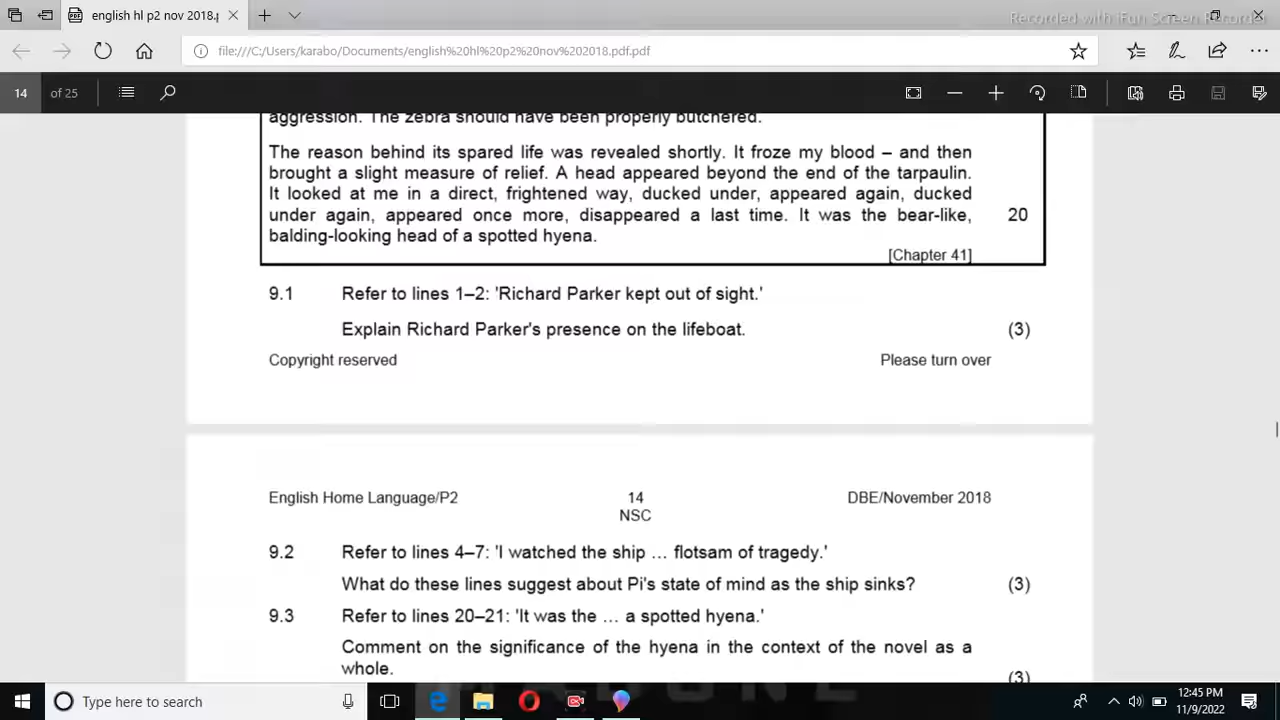 english hl p2 nov 2018.p
Recorded with iFun Screen Recorder
file:///C:/Users/karabo/Documents/english%20hl%20p2%20nov%202018.pdf.pdf
14 of 25
aggression. The zebra should have been properly butchered.
The reason behind its spared life was revealed shortly. It froze my blood – and then
brought a slight measure of relief. A head appeared beyond the end of the tarpaulin.
It looked at me in a direct, frightened way, ducked under, appeared again, ducked
under again, appeared once more, disappeared a last time. It was the bear-like, 20
balding-looking head of a spotted hyena.
[Chapter 41]
9.1 Refer to lines 1–2: 'Richard Parker kept out of sight.'
Explain Richard Parker's presence on the lifeboat. (3)
Copyright reserved Please turn over
English Home Language/P2 14 DBE/November 2018
NSC
9.2 Refer to lines 4–7: 'I watched the ship … flotsam of tragedy.'
What do these lines suggest about Pi's state of mind as the ship sinks? (3)
9.3 Refer to lines 20–21: 'It was the … a spotted hyena.'
Comment on the significance of the hyena in the context of the novel as a
whole. (3)
Type here to search
12:45 PM
11/9/2022